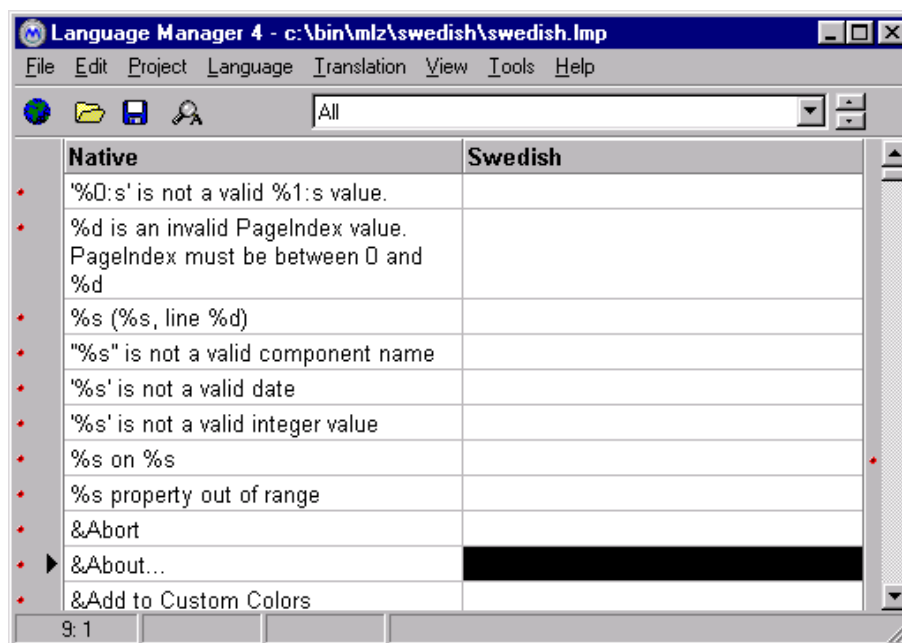 Language Manager 4 - c:\bin\mlz\swedish\swedish.lmp
File Edit Project Language Translation View Tools Help
All
Native Swedish
'%0:s' is not a valid %1:s value.
%d is an invalid PageIndex value.
PageIndex must be between 0 and
%d
%s (%s, line %d)
"%s" is not a valid component name
'%s' is not a valid date
'%s' is not a valid integer value
%s on %s
%s property out of range
&Abort
&About...
&Add to Custom Colors
9: 1